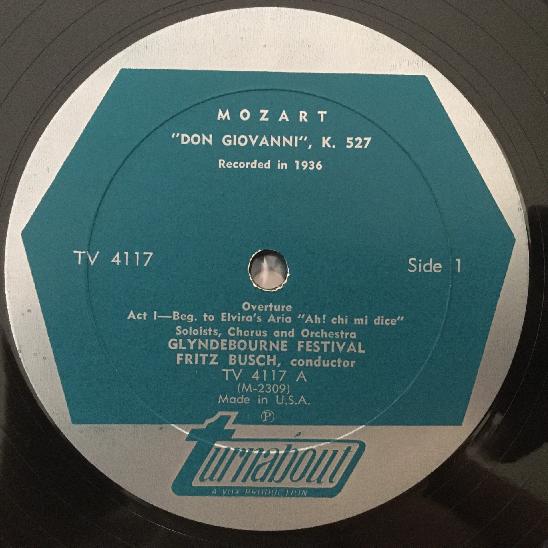 MOZART
"DON GIOVANNI", K. 527
Recorded in 1936
TV 4117
Side 1
Overture
Act I—Beg. to Elvira's Aria "Ah! chi mi dice"
Soloists, Chorus and Orchestra
GLYNDEBOURNE FESTIVAL
FRITZ BUSCH, conductor
TV 4117 A
(M-2309)
Made in U.S.A.
℗
turnabout
A VOX PRODUCTION